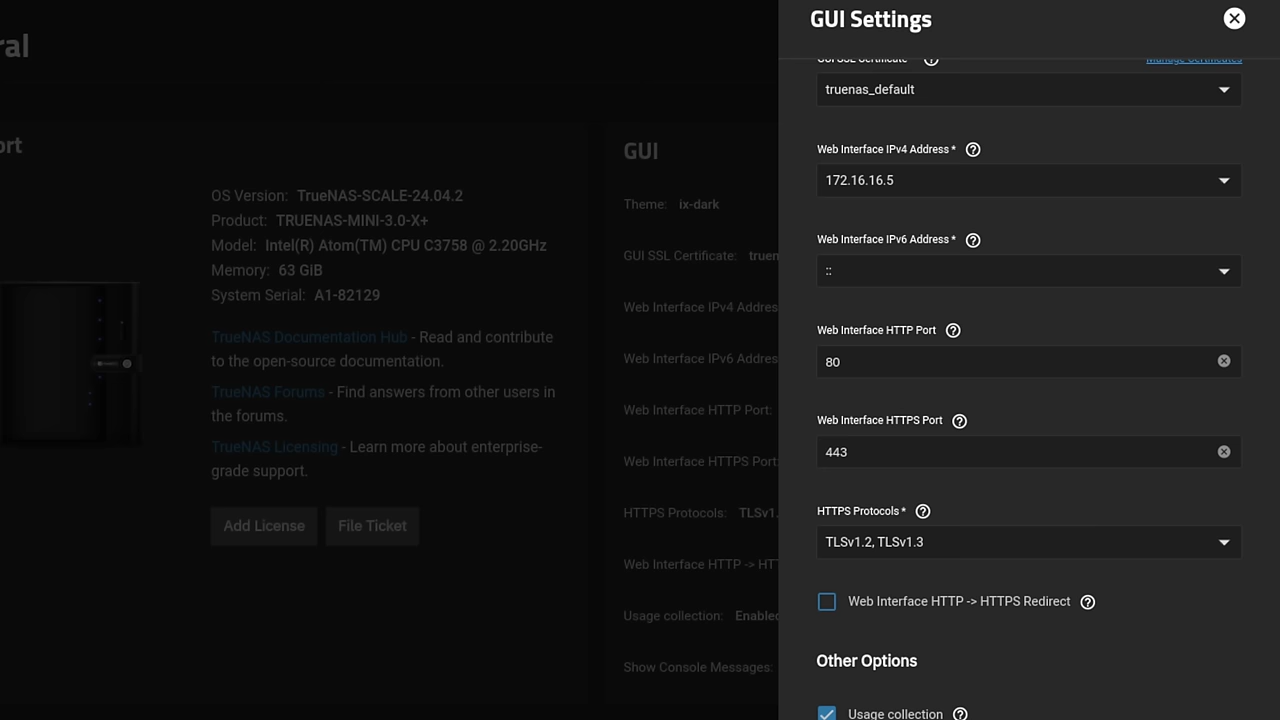 ral
ort
OS Version: TrueNAS-SCALE-24.04.2
Product: TRUENAS-MINI-3.0-X+
Model: Intel(R) Atom(TM) CPU C3758 @ 2.20GHz
Memory: 63 GiB
System Serial: A1-82129
TrueNAS Documentation Hub - Read and contribute
to the open-source documentation.
TrueNAS Forums - Find answers from other users in
the forums.
TrueNAS Licensing - Learn more about enterprise-
grade support.
Add License
File Ticket
GUI
Theme: ix-dark
GUI SSL Certificate: truen
Web Interface IPv4 Addres
Web Interface IPv6 Addres
Web Interface HTTP Port:
Web Interface HTTPS Port:
HTTPS Protocols: TLSv1.
Web Interface HTTP -> HT
Usage collection: Enabled
Show Console Messages:
GUI Settings
GUI SSL Certificate
Manage Certificates
truenas_default
Web Interface IPv4 Address *
172.16.16.5
Web Interface IPv6 Address *
::
Web Interface HTTP Port
80
Web Interface HTTPS Port
443
HTTPS Protocols *
TLSv1.2, TLSv1.3
Web Interface HTTP -> HTTPS Redirect
Other Options
Usage collection